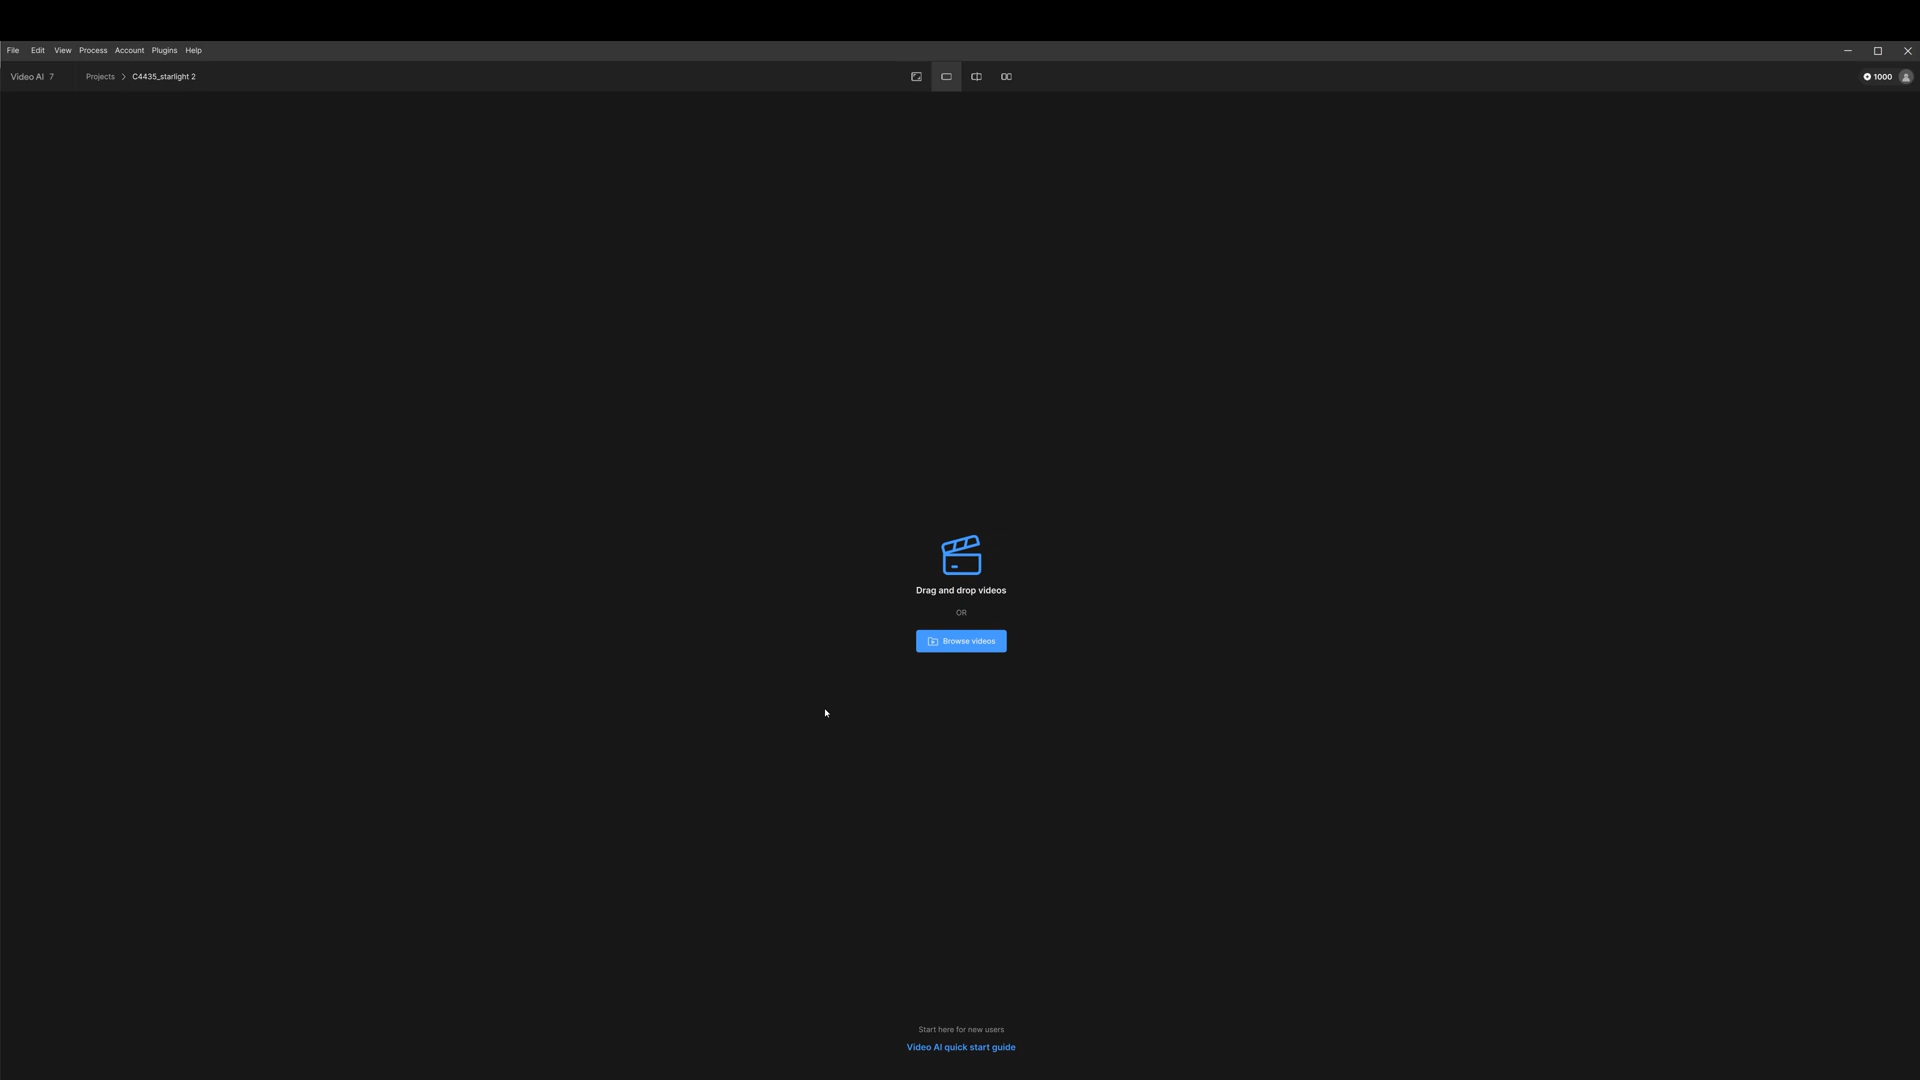 File Edit View Process Account Plugins Help
Video AI 7 Projects C4435_starlight 2 1000
Drag and drop videos
OR
Browse videos
Start here for new users
Video AI quick start guide